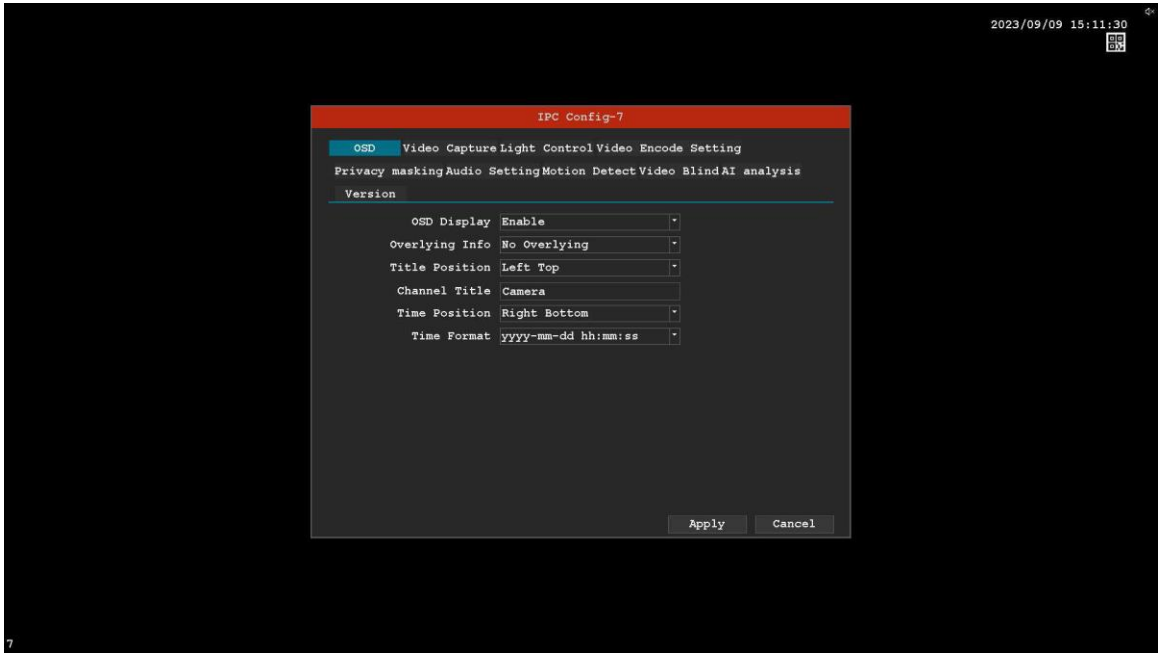 2023/09/09 15:11:30
IPC Config-7
OSD Video Capture Light Control Video Encode Setting
Privacy masking Audio Setting Motion Detect Video Blind AI analysis
Version
OSD Display Enable
Overlying Info No Overlying
Title Position Left Top
Channel Title Camera
Time Position Right Bottom
Time Format yyyy-mm-dd hh:mm:ss
Apply Cancel
7